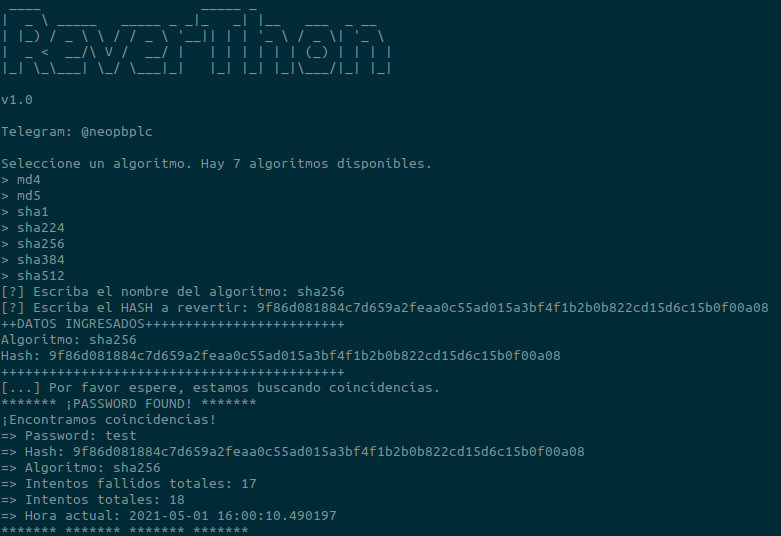 Reverthon
v1.0
Telegram: @neopbplc
Seleccione un algoritmo. Hay 7 algoritmos disponibles.
> md4
> md5
> sha1
> sha224
> sha256
> sha384
> sha512
[?] Escriba el nombre del algoritmo: sha256
[?] Escriba el HASH a revertir: 9f86d081884c7d659a2feaa0c55ad015a3bf4f1b2b0b822cd15d6c15b0f00a08
++DATOS INGRESADOS+++++++++++++++++++++++++
Algoritmo: sha256
Hash: 9f86d081884c7d659a2feaa0c55ad015a3bf4f1b2b0b822cd15d6c15b0f00a08
+++++++++++++++++++++++++++++++++++++++++++
[...] Por favor espere, estamos buscando coincidencias.
******* ¡PASSWORD FOUND! *******
¡Encontramos coincidencias!
=> Password: test
=> Hash: 9f86d081884c7d659a2feaa0c55ad015a3bf4f1b2b0b822cd15d6c15b0f00a08
=> Algoritmo: sha256
=> Intentos fallidos totales: 17
=> Intentos totales: 18
=> Hora actual: 2021-05-01 16:00:10.490197
******* ******* ******* *******